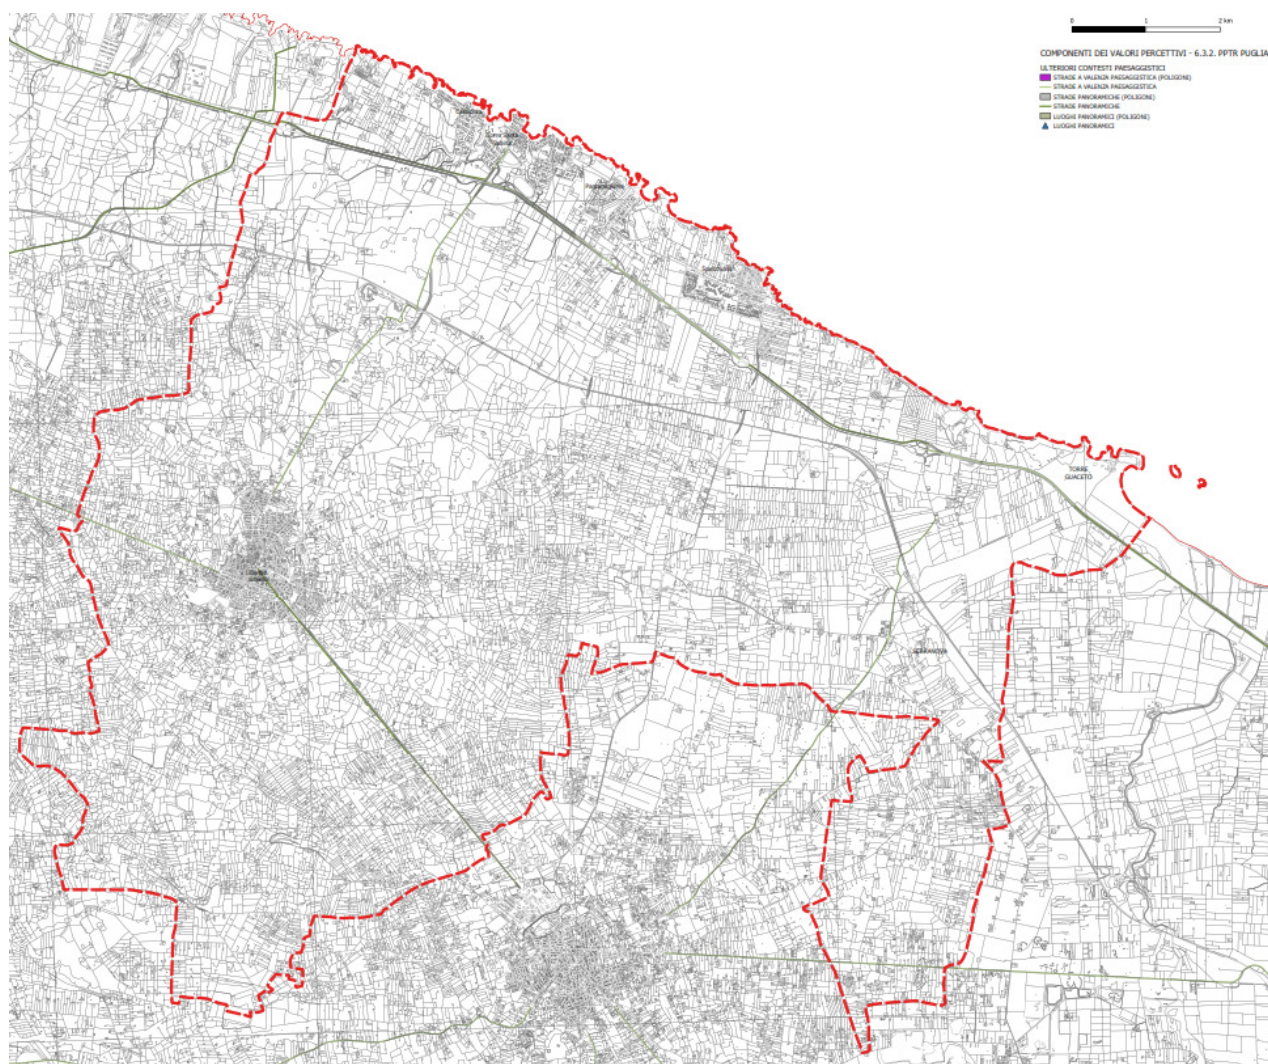 0 1 2 km
COMPONENTI DEI VALORI PERCETTIVI - 6.3.2. PPTR PUGLIA
ULTERIORI CONTESTI PAESAGGISTICI
STRADE A VALENZA PAESAGGISTICA (POLIGONI)
STRADE A VALENZA PAESAGGISTICA
STRADE PANORAMICHE (POLIGONI)
STRADE PANORAMICHE
LUOGHI PANORAMICI (POLIGONI)
LUOGHI PANORAMICI
TORRE
GUACETO
SERRANOVA